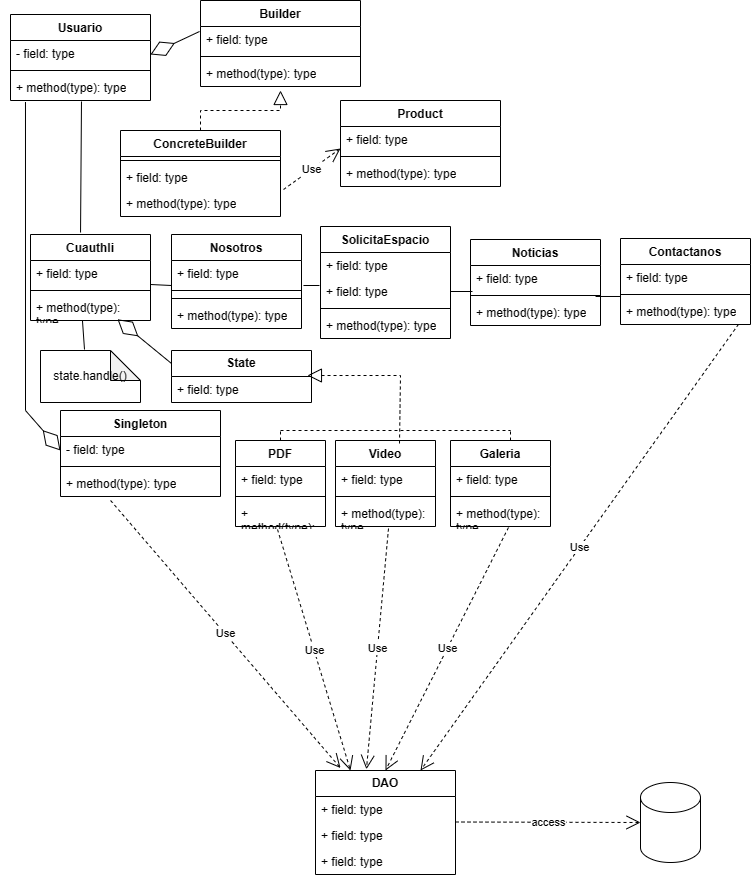 Usuario
- field: type
+ method(type): type
Builder
+ field: type
+ method(type): type
ConcreteBuilder
+ field: type
+ method(type): type
Use
Product
+ field: type
+ method(type): type
Cuauthli
+ field: type
+ method(type):
type
Nosotros
+ field: type
+ method(type): type
SolicitaEspacio
+ field: type
+ field: type
+ method(type): type
Noticias
+ field: type
+ method(type): type
Contactanos
+ field: type
+ method(type): type
state.handle()
State
+ field: type
Singleton
- field: type
+ method(type): type
PDF
+ field: type
+
method(type):
Video
+ field: type
+ method(type):
type
Galeria
+ field: type
+ method(type):
type
Use
Use
Use
Use
Use
DAO
+ field: type
+ field: type
+ field: type
access